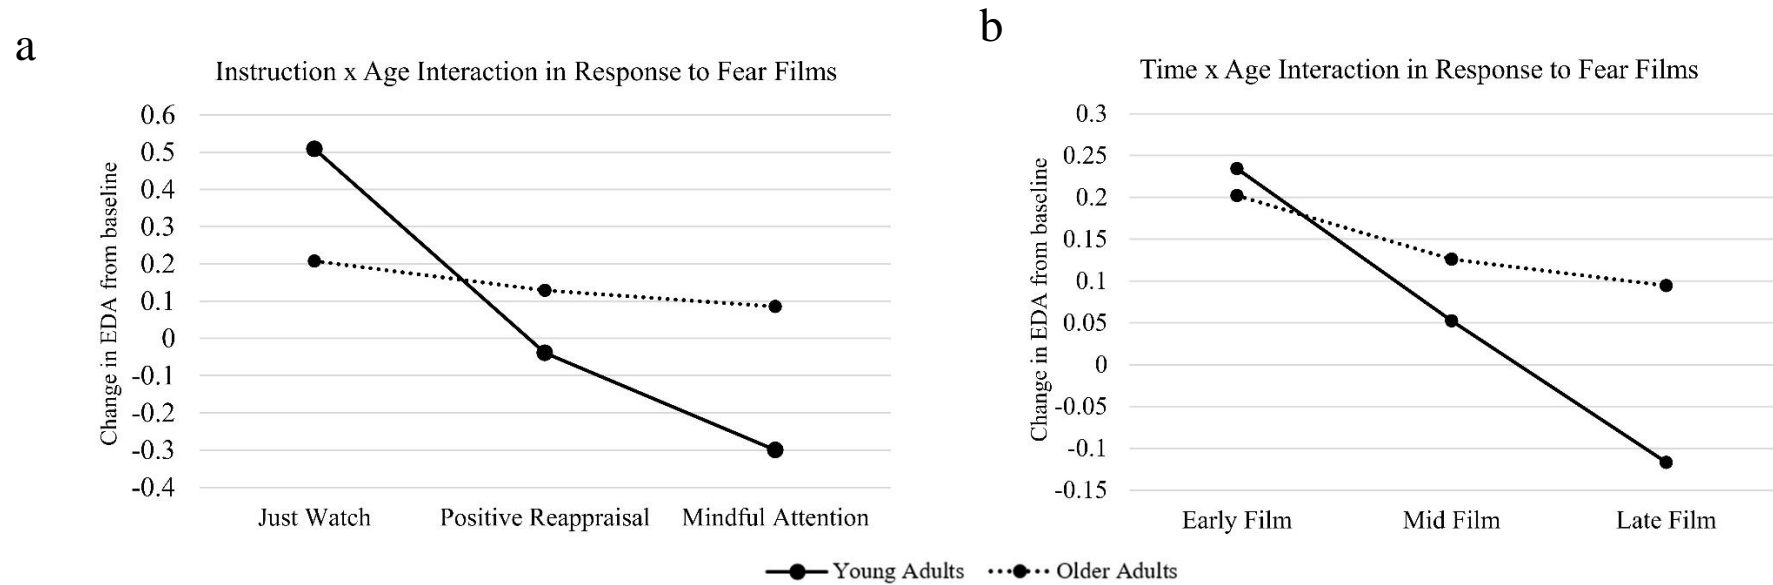 a
Instruction x Age Interaction in Response to Fear Films
Change in EDA from baseline
0.6
0.5
0.4
0.3
0.2
0.1
0
-0.1
-0.2
-0.3
-0.4
Just Watch Positive Reappraisal Mindful Attention
b
Time x Age Interaction in Response to Fear Films
Change in EDA from baseline
0.3
0.25
0.2
0.15
0.1
0.05
0
-0.05
-0.1
-0.15
Early Film Mid Film Late Film
Young Adults Older Adults